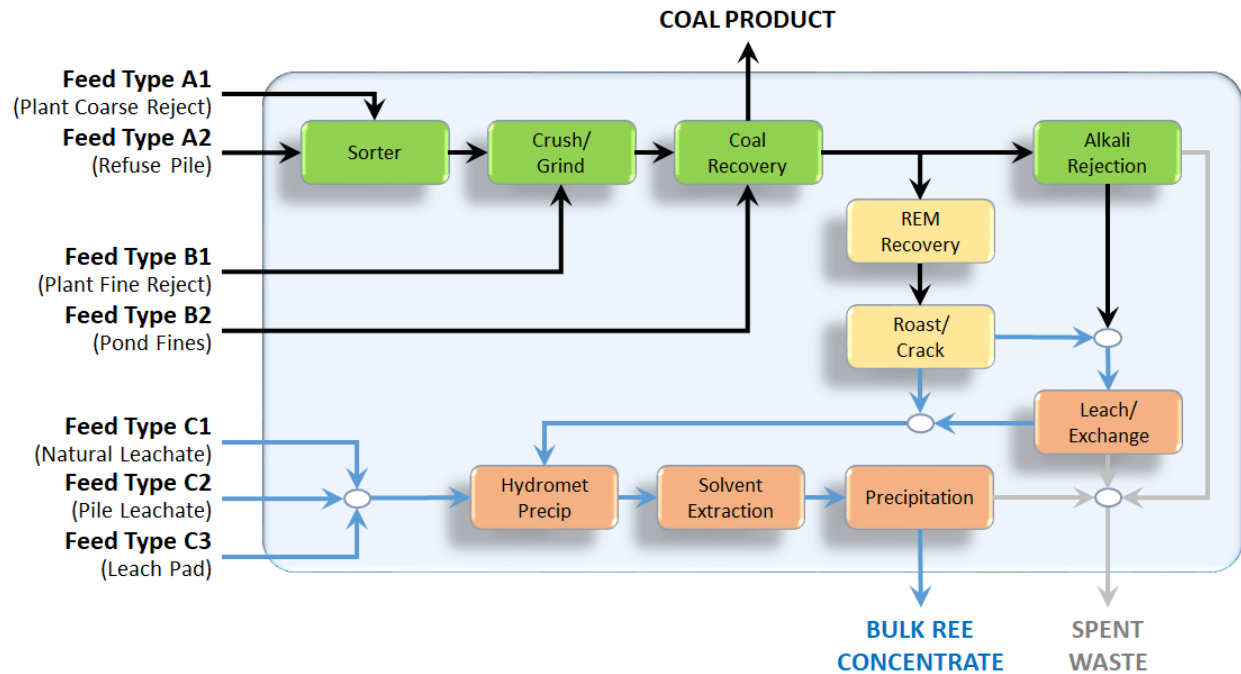 COAL PRODUCT
Feed Type A1
(Plant Coarse Reject)
Feed Type A2
(Refuse Pile)
Sorter
Crush/
Grind
Coal
Recovery
Alkali
Rejection
REM
Recovery
Feed Type B1
(Plant Fine Reject)
Feed Type B2
(Pond Fines)
Roast/
Crack
Leach/
Exchange
Feed Type C1
(Natural Leachate)
Feed Type C2
(Pile Leachate)
Feed Type C3
(Leach Pad)
Hydromet
Precip
Solvent
Extraction
Precipitation
BULK REE
CONCENTRATE
SPENT
WASTE